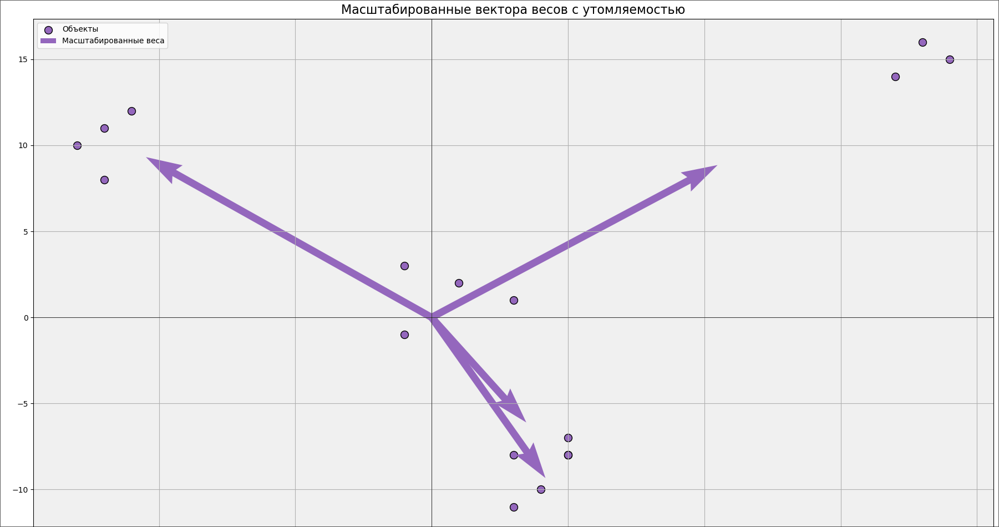 Масштабированные вектора весов с утомляемостью
Объекты
Масштабированные веса
15
10
5
0
−5
−10